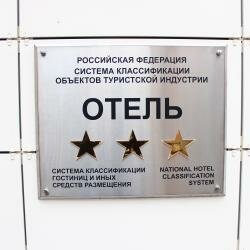 РОССИЙСКАЯ ФЕДЕРАЦИЯ
СИСТЕМА КЛАССИФИКАЦИИ
ОБЪЕКТОВ ТУРИСТСКОЙ ИНДУСТРИИ
ОТЕЛЬ
СИСТЕМА КЛАССИФИКАЦИИ
ГОСТИНИЦ И ИНЫХ
СРЕДСТВ РАЗМЕЩЕНИЯ
NATIONAL HOTEL
CLASSIFICATION
SYSTEM